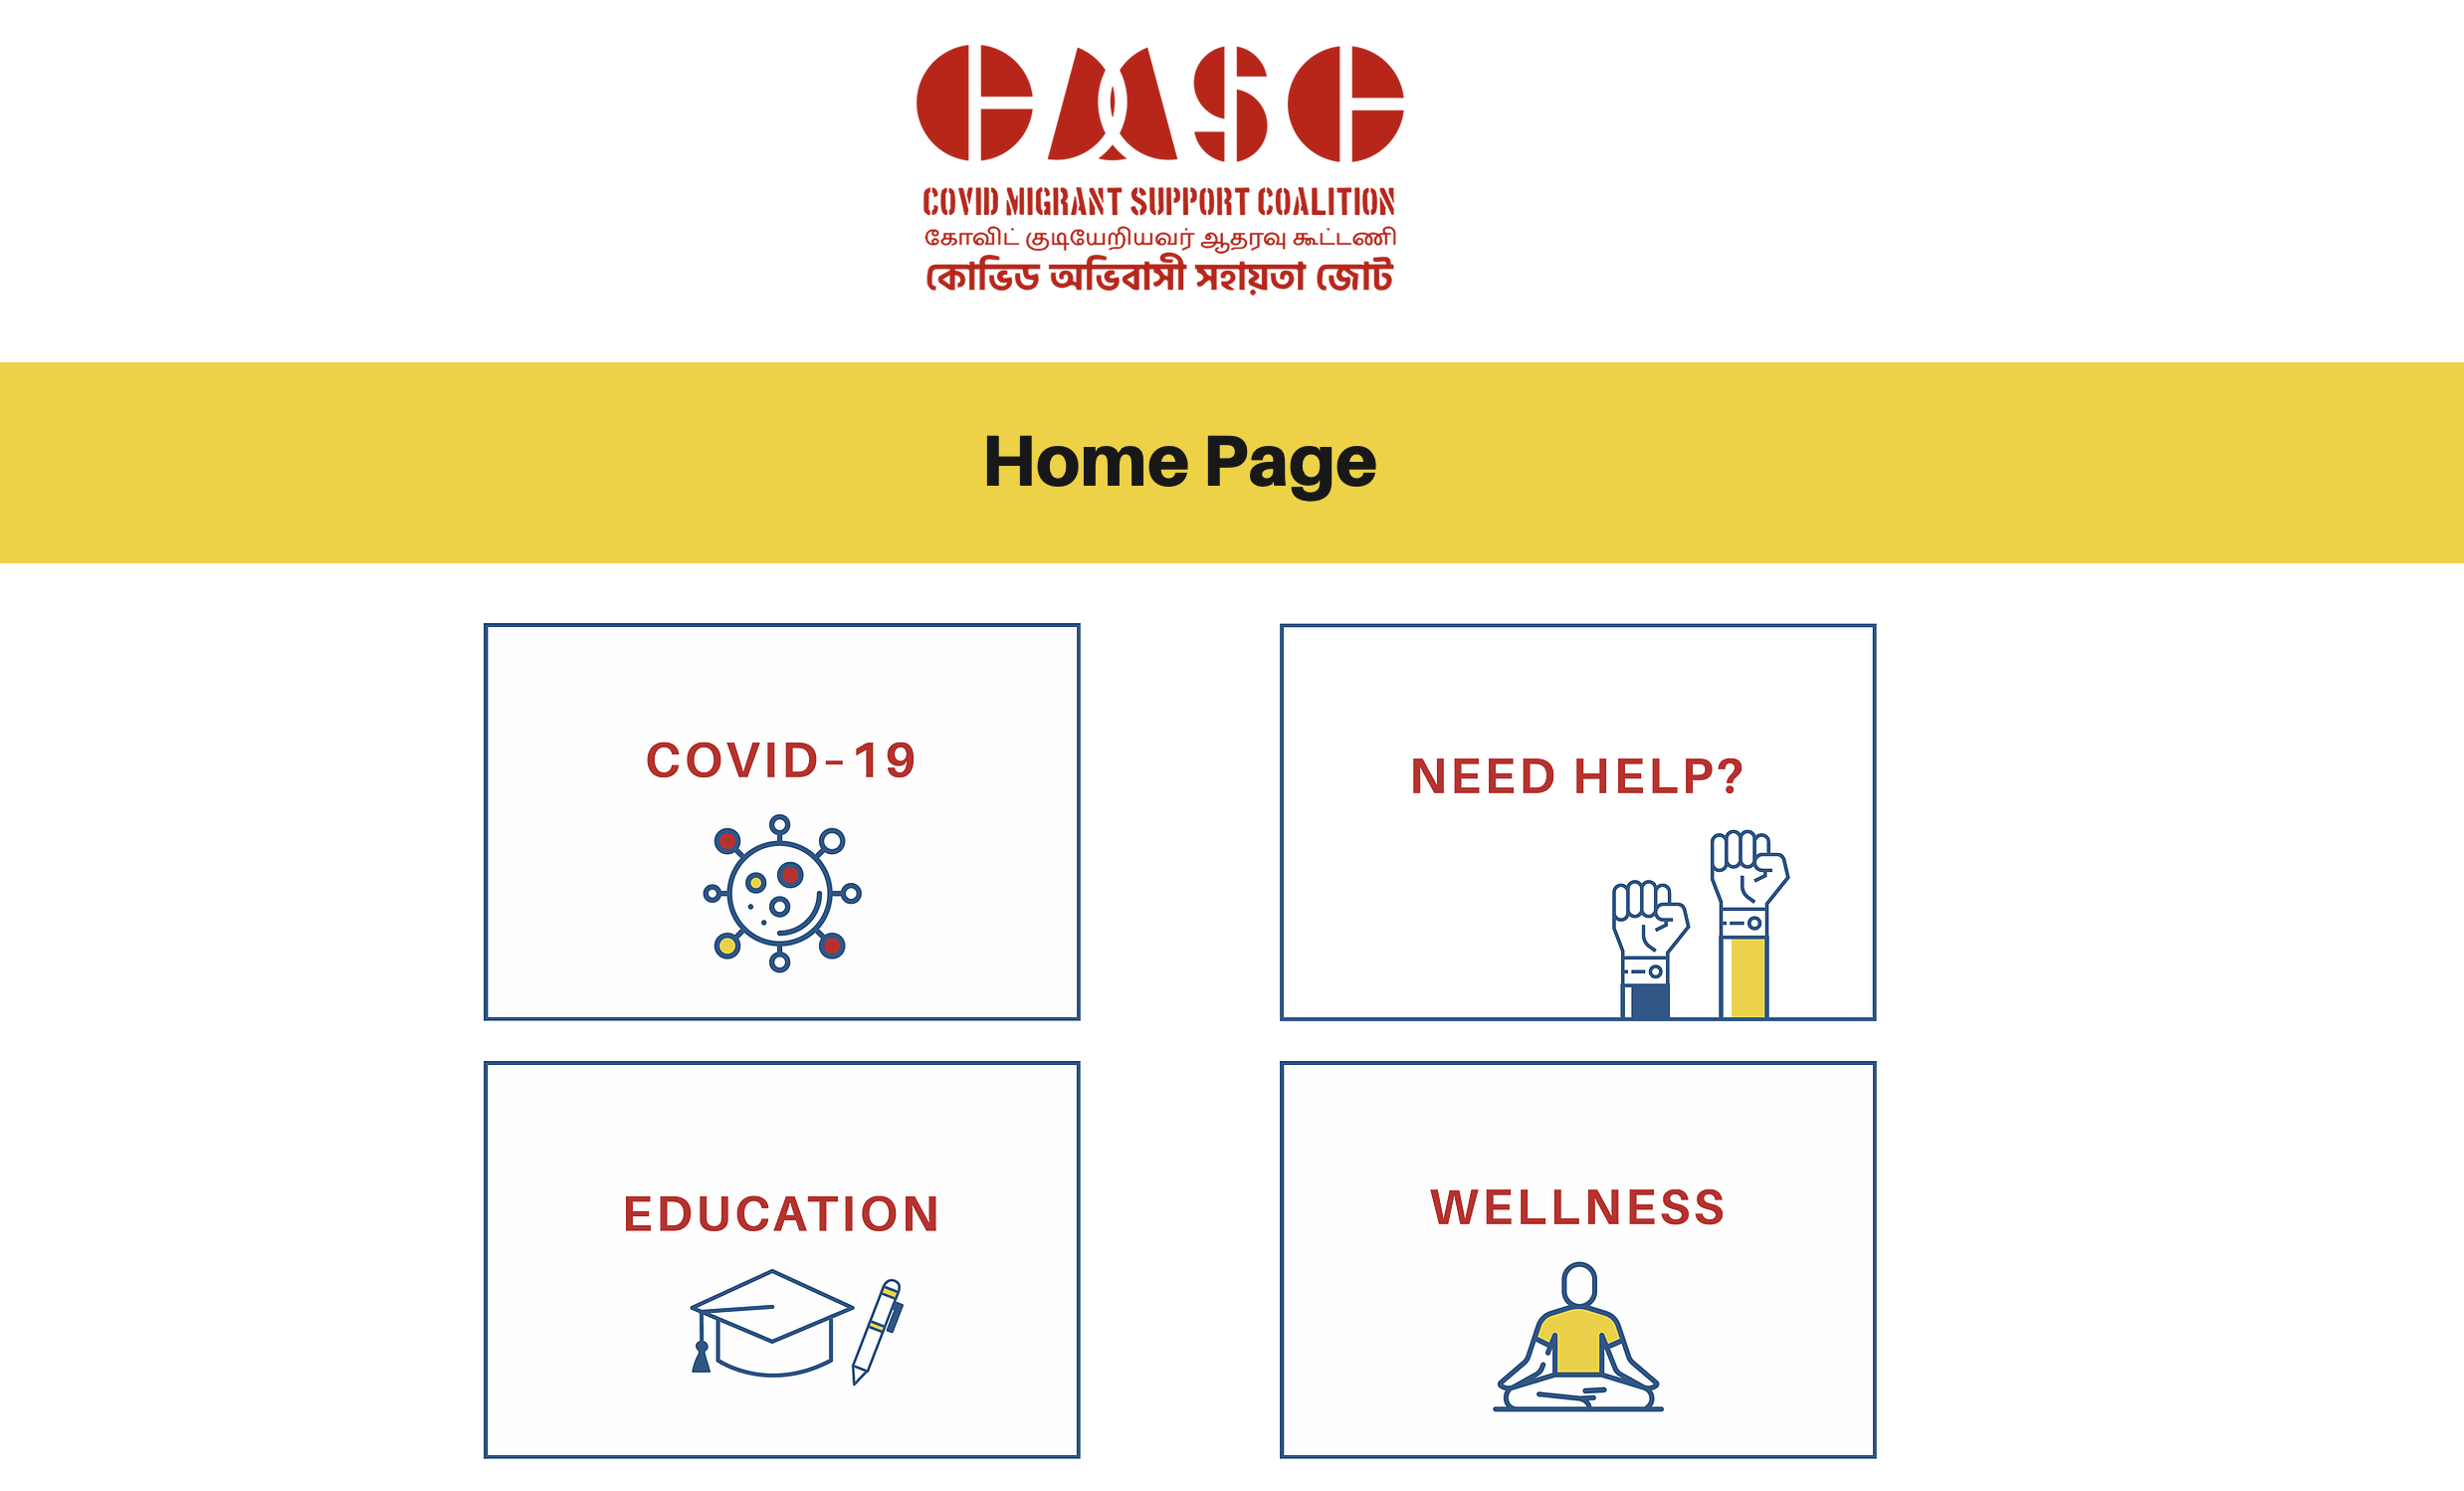 CMSC
COVID MIGRANT SUPPORT COALITION
கோவிட் குடியேறியவர் ஆதரவு கூட்டணி
কোভিড অভিবাসী সহায়তা জোট
Home Page
COVID-19
NEED HELP?
EDUCATION
WELLNESS